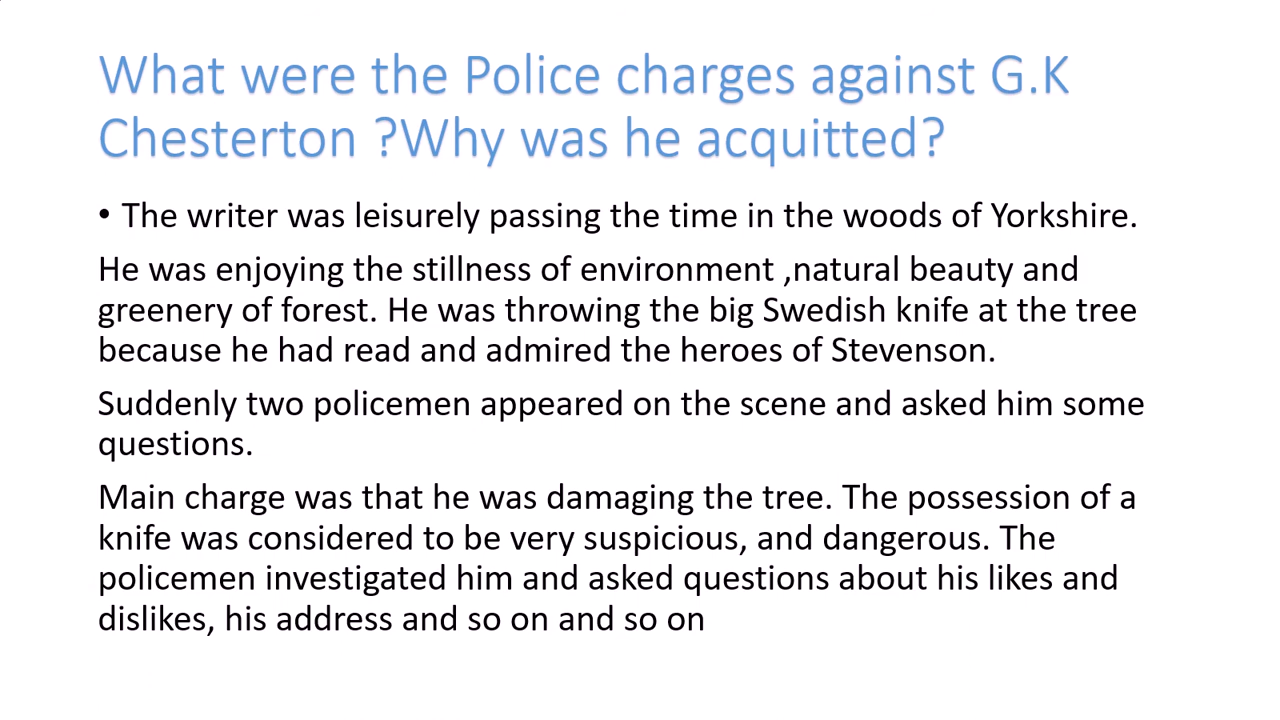 What were the Police charges against G.K
Chesterton ?Why was he acquitted?
• The writer was leisurely passing the time in the woods of Yorkshire.
He was enjoying the stillness of environment ,natural beauty and
greenery of forest. He was throwing the big Swedish knife at the tree
because he had read and admired the heroes of Stevenson.
Suddenly two policemen appeared on the scene and asked him some
questions.
Main charge was that he was damaging the tree. The possession of a
knife was considered to be very suspicious, and dangerous. The
policemen investigated him and asked questions about his likes and
dislikes, his address and so on and so on